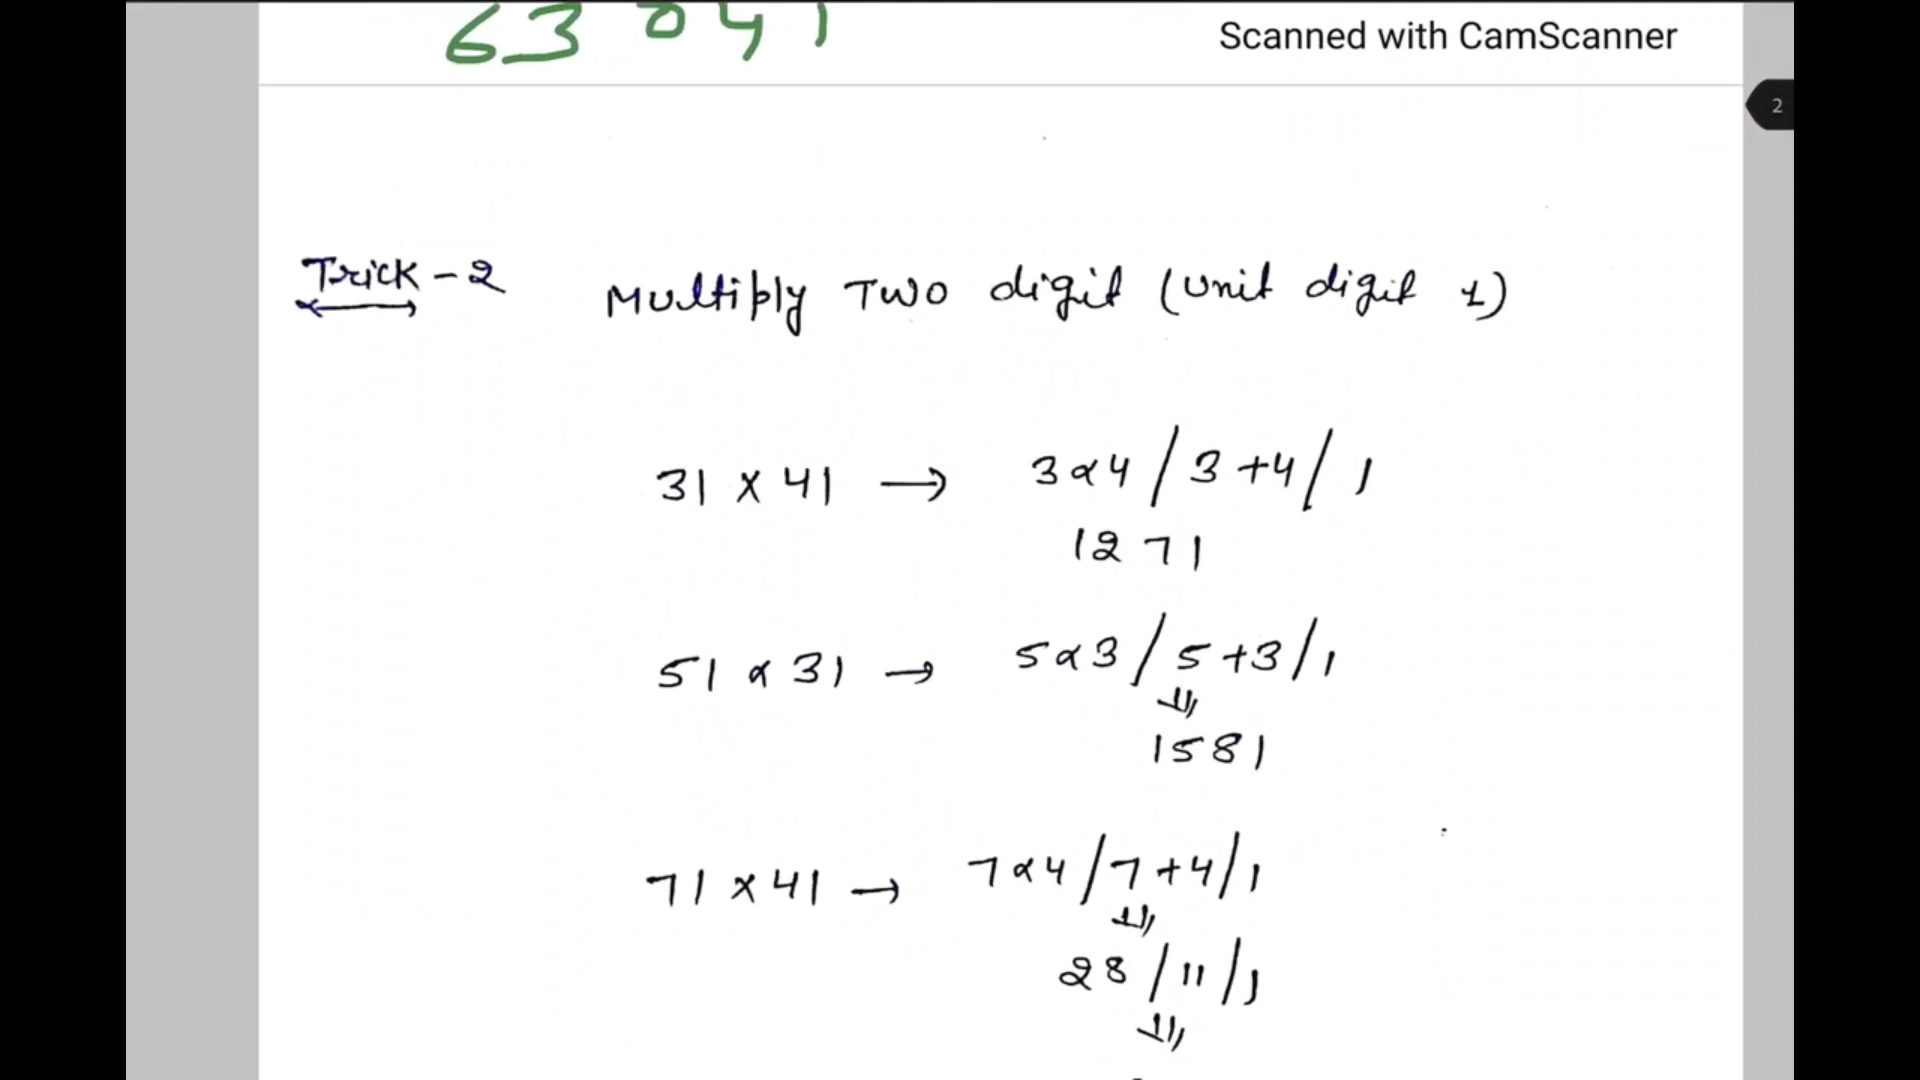 63041
Scanned with CamScanner
2
Trick-2 Multiply Two digit (unit digit 1)
31 x 41 → 3x4/3+4/1
1271
51 x 31 → 5x3/5+3/1
1581
71 x 41 → 7x4/7+4/1
28/11/1